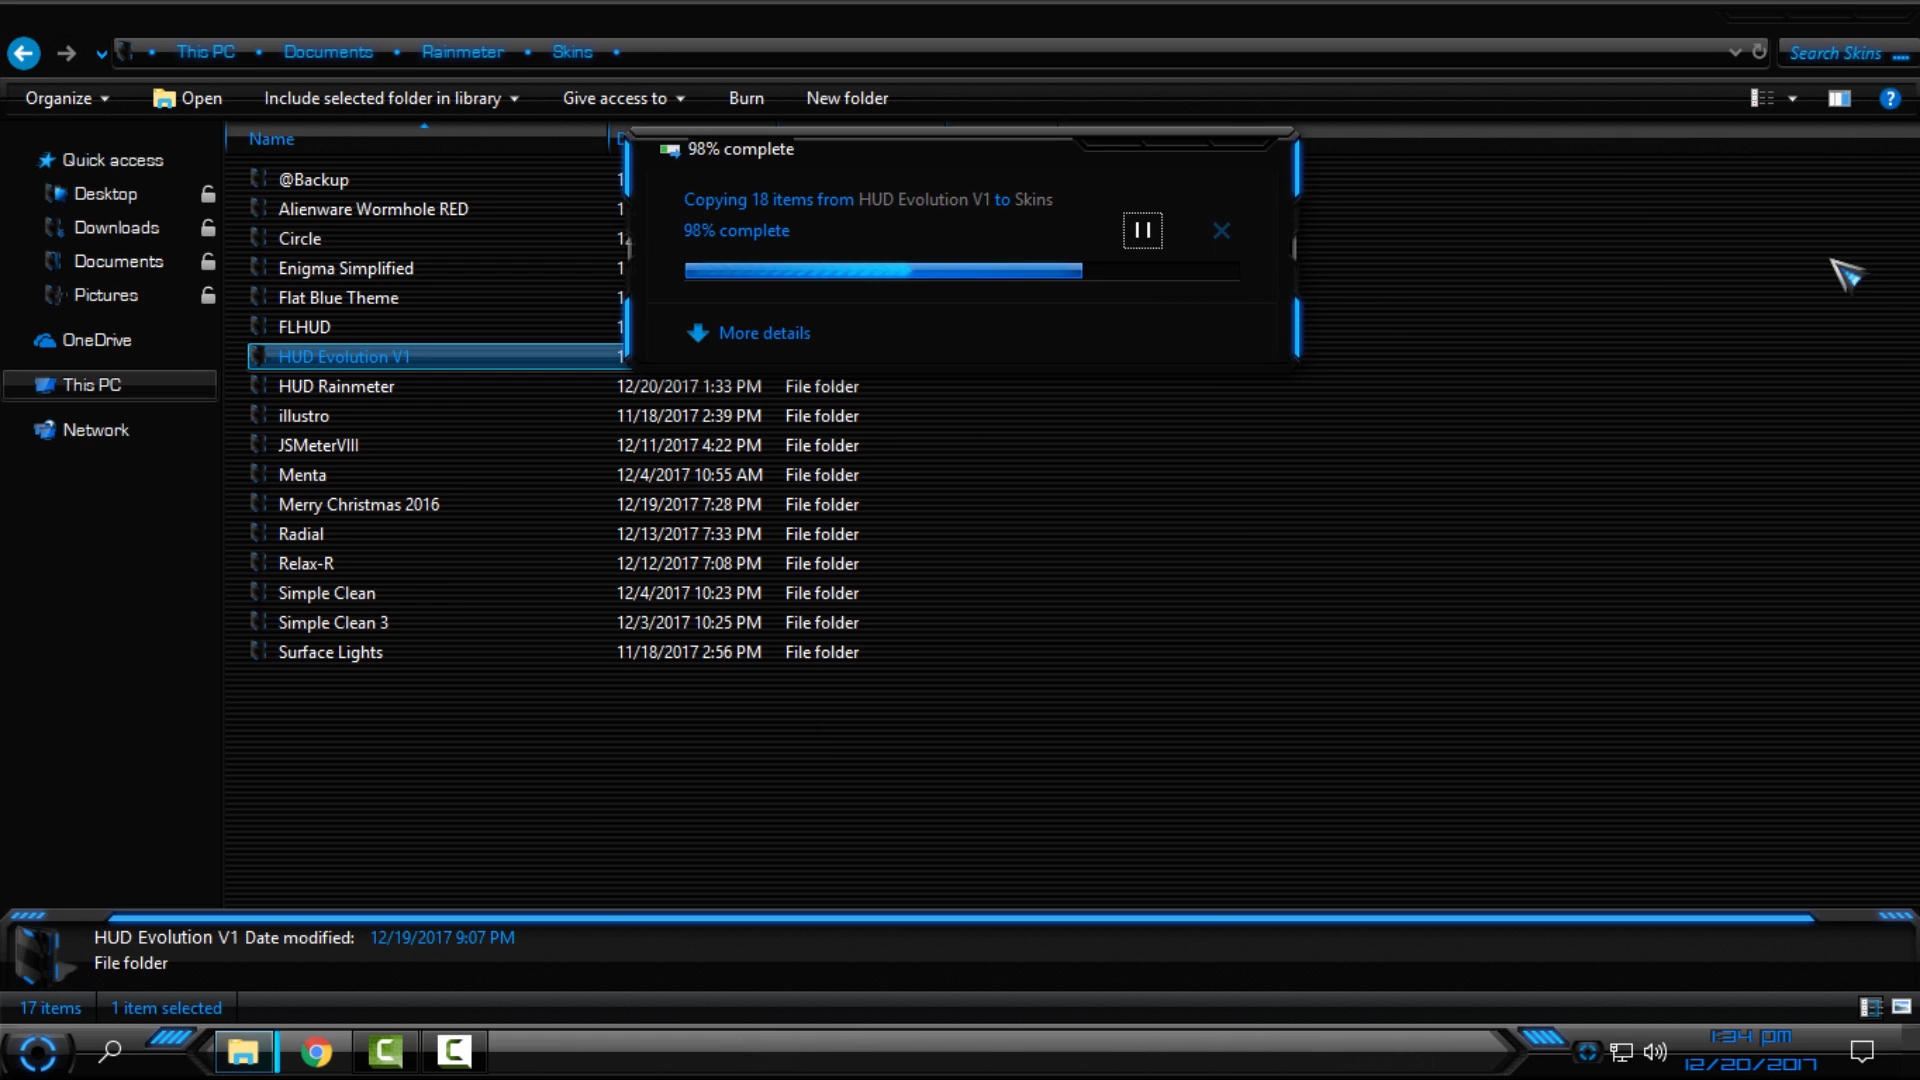 This PC • Documents • Rainmeter • Skins •
Search Skins
Organize Open Include selected folder in library Give access to Burn New folder
Name
Quick access
Desktop
Downloads
Documents
Pictures
OneDrive
This PC
Network
@Backup
Alienware Wormhole RED
Circle
Enigma Simplified
Flat Blue Theme
FLHUD
HUD Evolution V1
98% complete
Copying 18 items from HUD Evolution V1 to Skins
98% complete
More details
HUD Rainmeter 12/20/2017 1:33 PM File folder
illustro 11/18/2017 2:39 PM File folder
JSMeterVIII 12/11/2017 4:22 PM File folder
Menta 12/4/2017 10:55 AM File folder
Merry Christmas 2016 12/19/2017 7:28 PM File folder
Radial 12/13/2017 7:33 PM File folder
Relax-R 12/12/2017 7:08 PM File folder
Simple Clean 12/4/2017 10:23 PM File folder
Simple Clean 3 12/3/2017 10:25 PM File folder
Surface Lights 11/18/2017 2:56 PM File folder
HUD Evolution V1 Date modified: 12/19/2017 9:07 PM
File folder
17 items 1 item selected
1:34 pm
12/20/2017